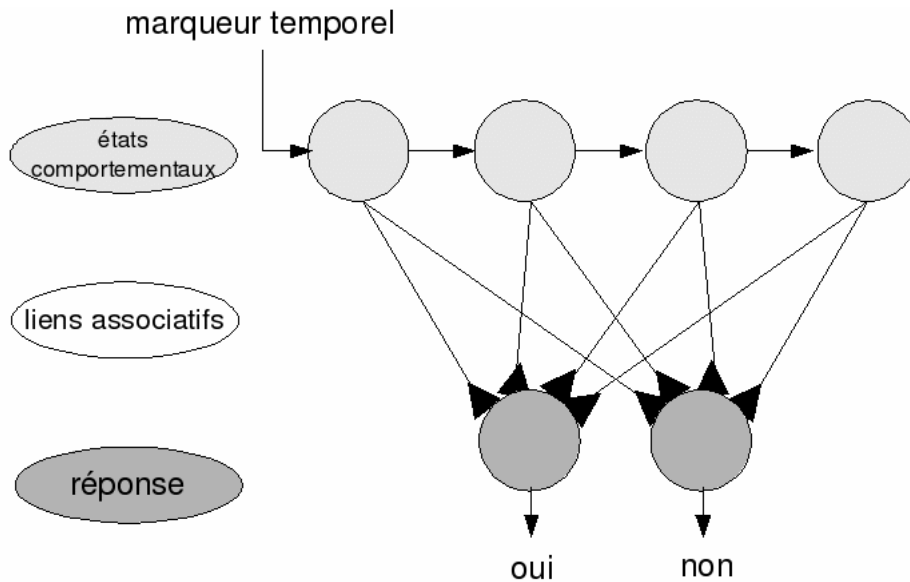 marqueur temporel
états
comportementaux
liens associatifs
réponse
oui
non